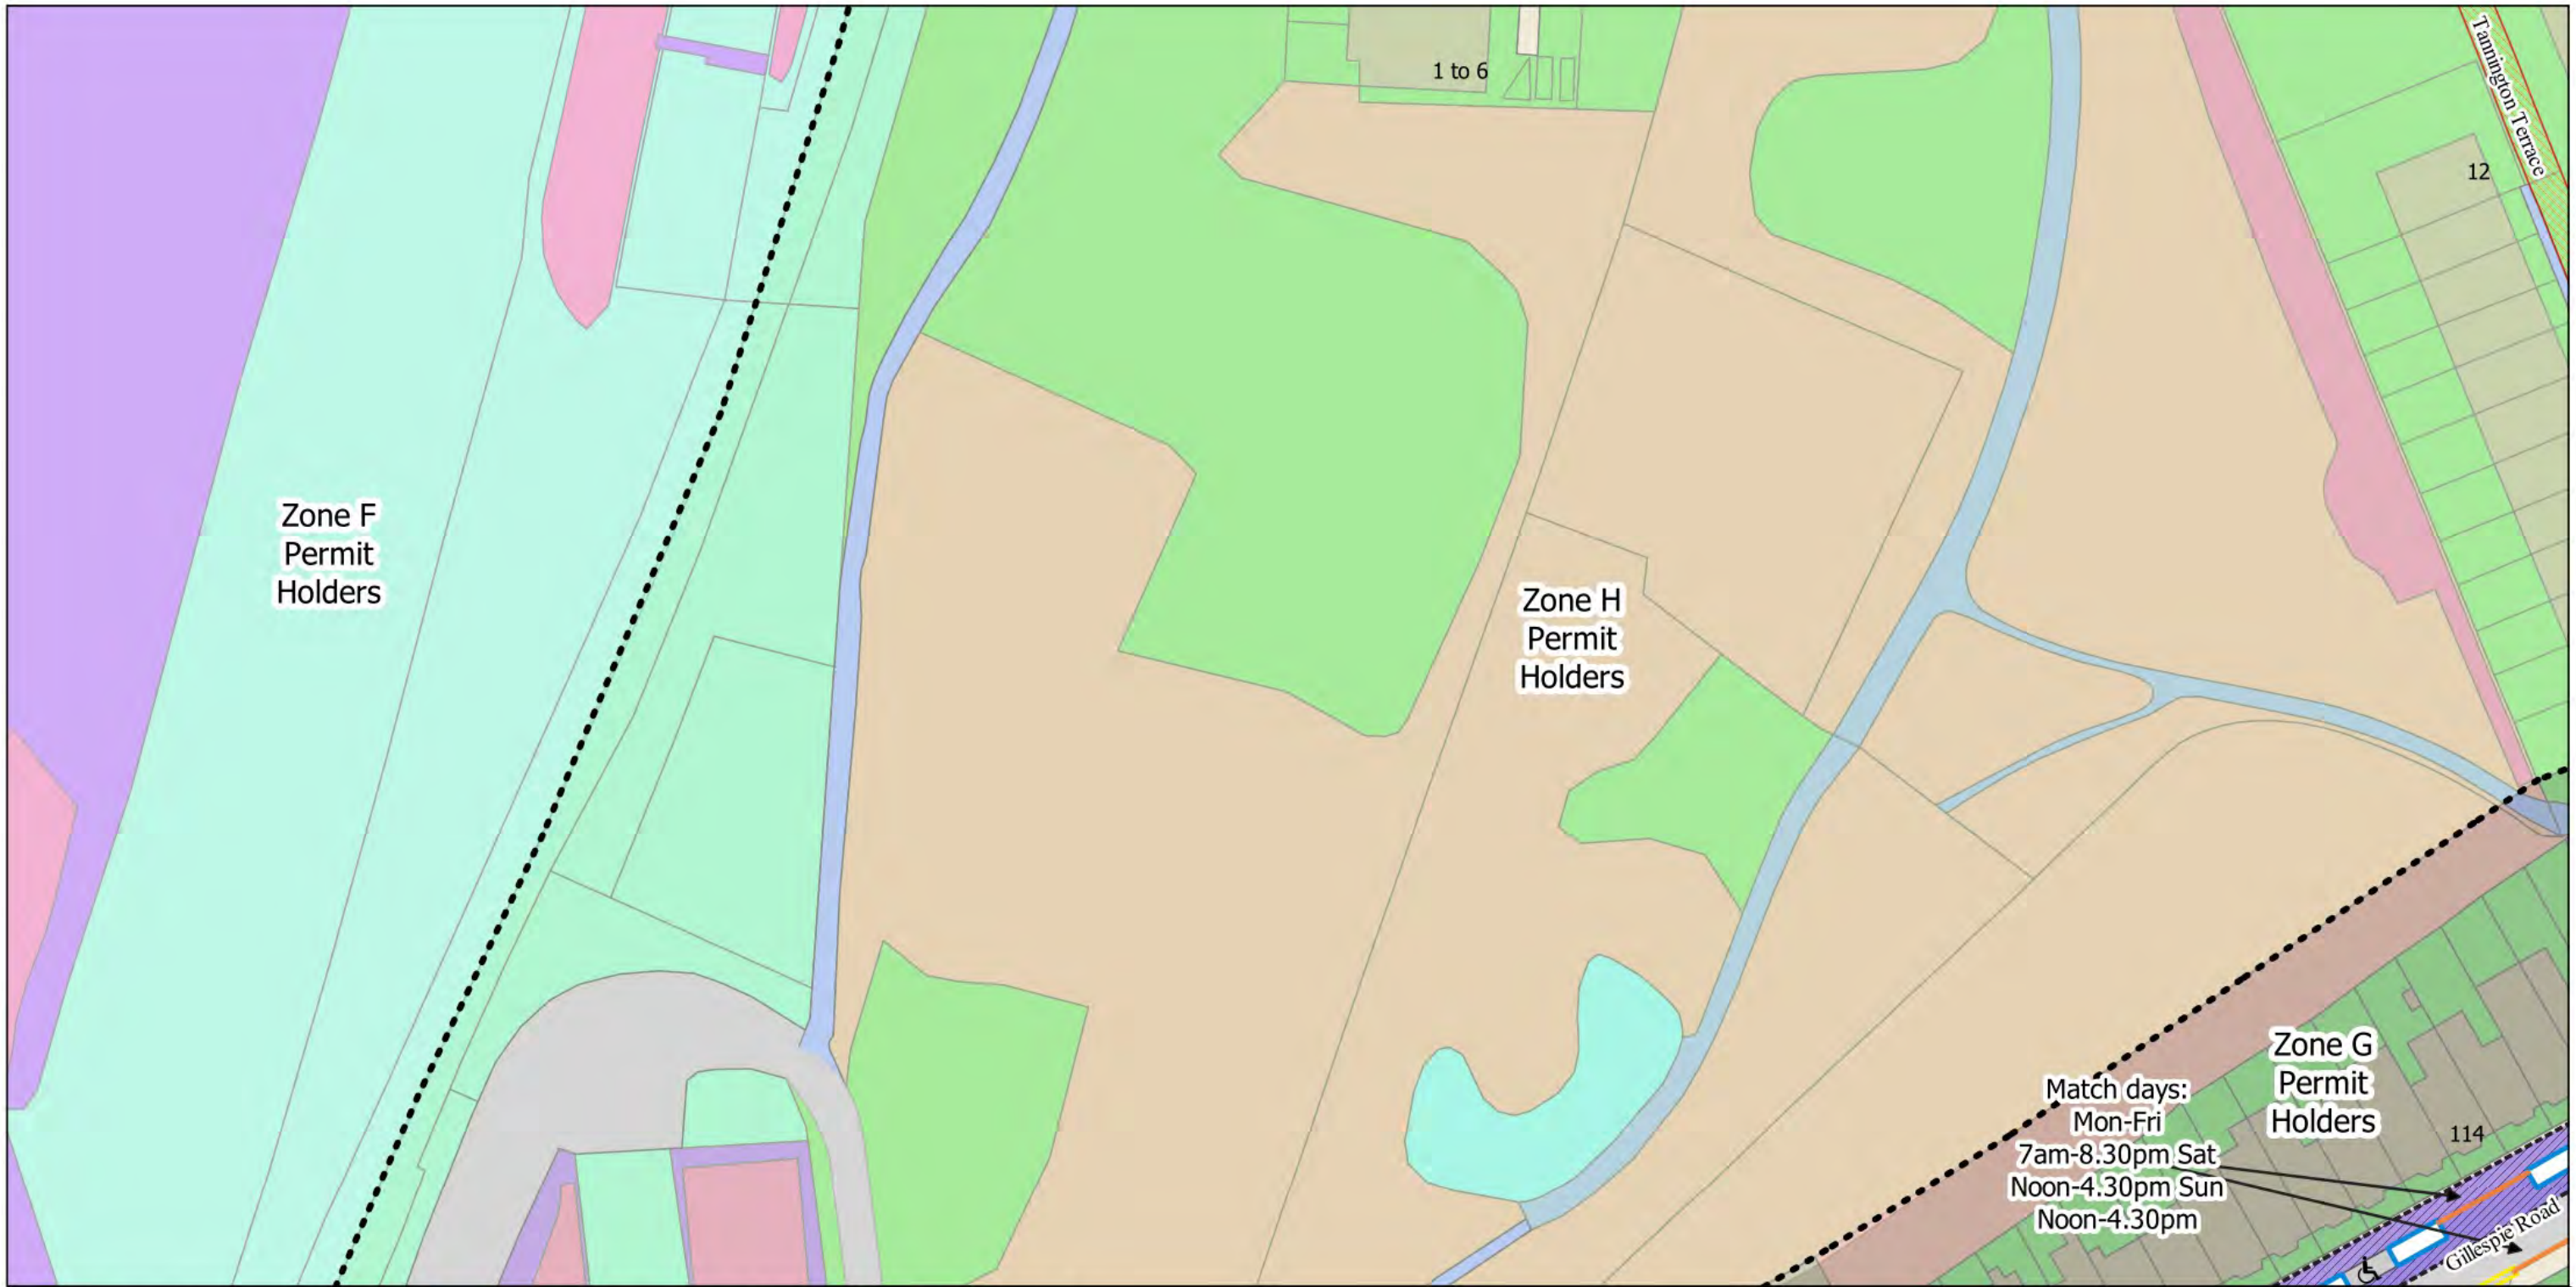 1 to 6
Tannington Terrace
12
Zone F
Permit
Holders
Zone H
Permit
Holders
Zone G
Permit
Holders
Match days:
Mon-Fri
7am-8.30pm Sat
Noon-4.30pm Sun
Noon-4.30pm
114
Gillespie Road